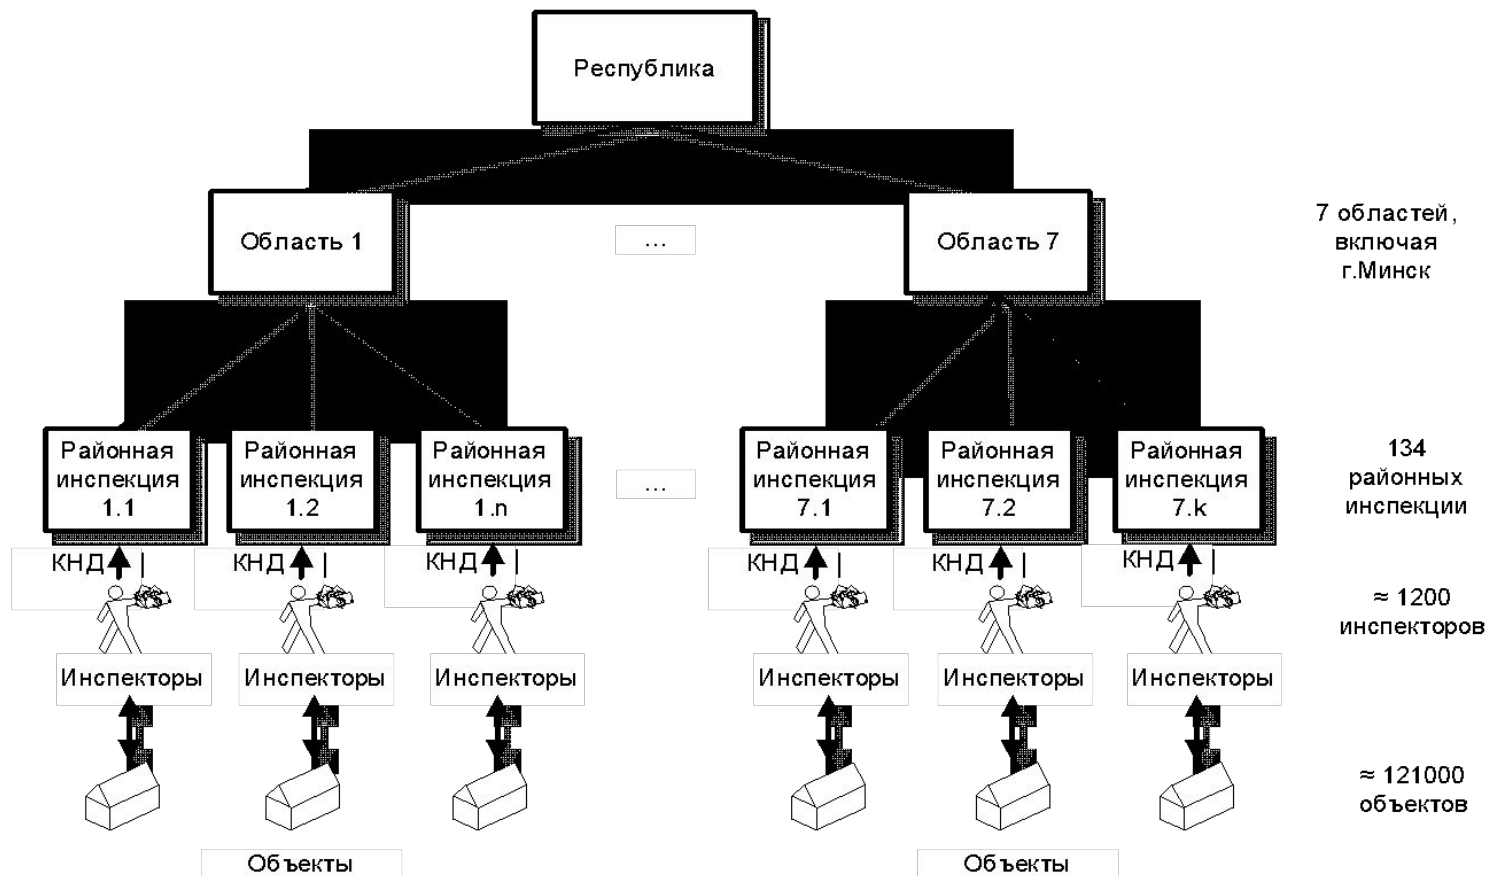 Республика
Область 1
...
Область 7
7 областей,
включая
г.Минск
Районная
инспекция
1.1
Районная
инспекция
1.2
Районная
инспекция
1.n
...
Районная
инспекция
7.1
Районная
инспекция
7.2
Районная
инспекция
7.k
134
районных
инспекции
КНД
КНД
КНД
КНД
КНД
КНД
≈ 1200
инспекторов
Инспекторы
Инспекторы
Инспекторы
Инспекторы
Инспекторы
Инспекторы
≈ 121000
объектов
Объекты
Объекты